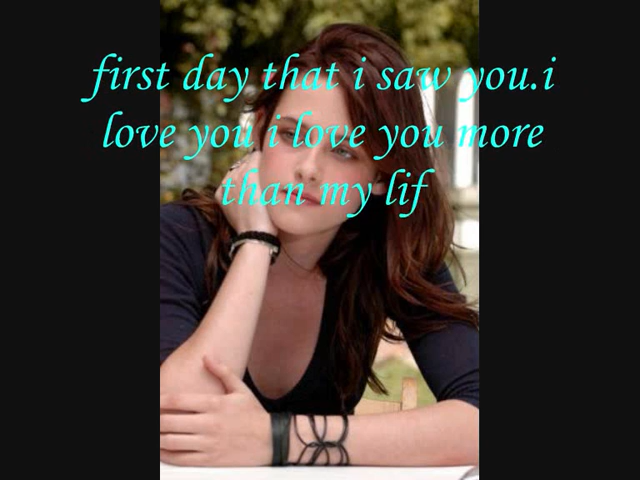 first day that i saw you.i
love you i love you more
than my lif